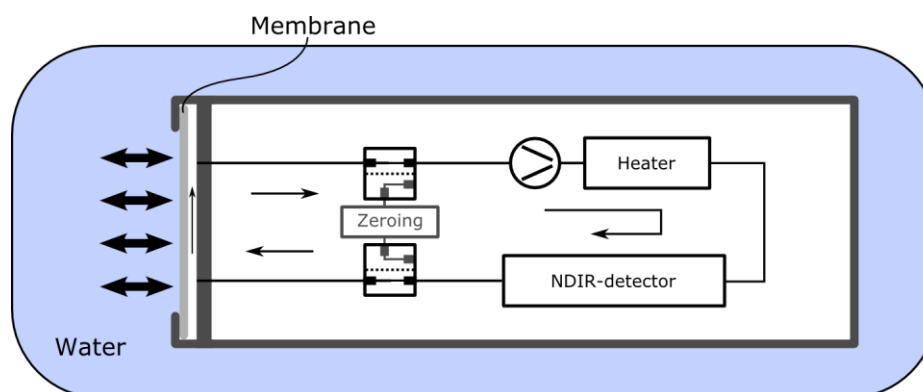 Membrane
Heater
Zeroing
NDIR-detector
Water